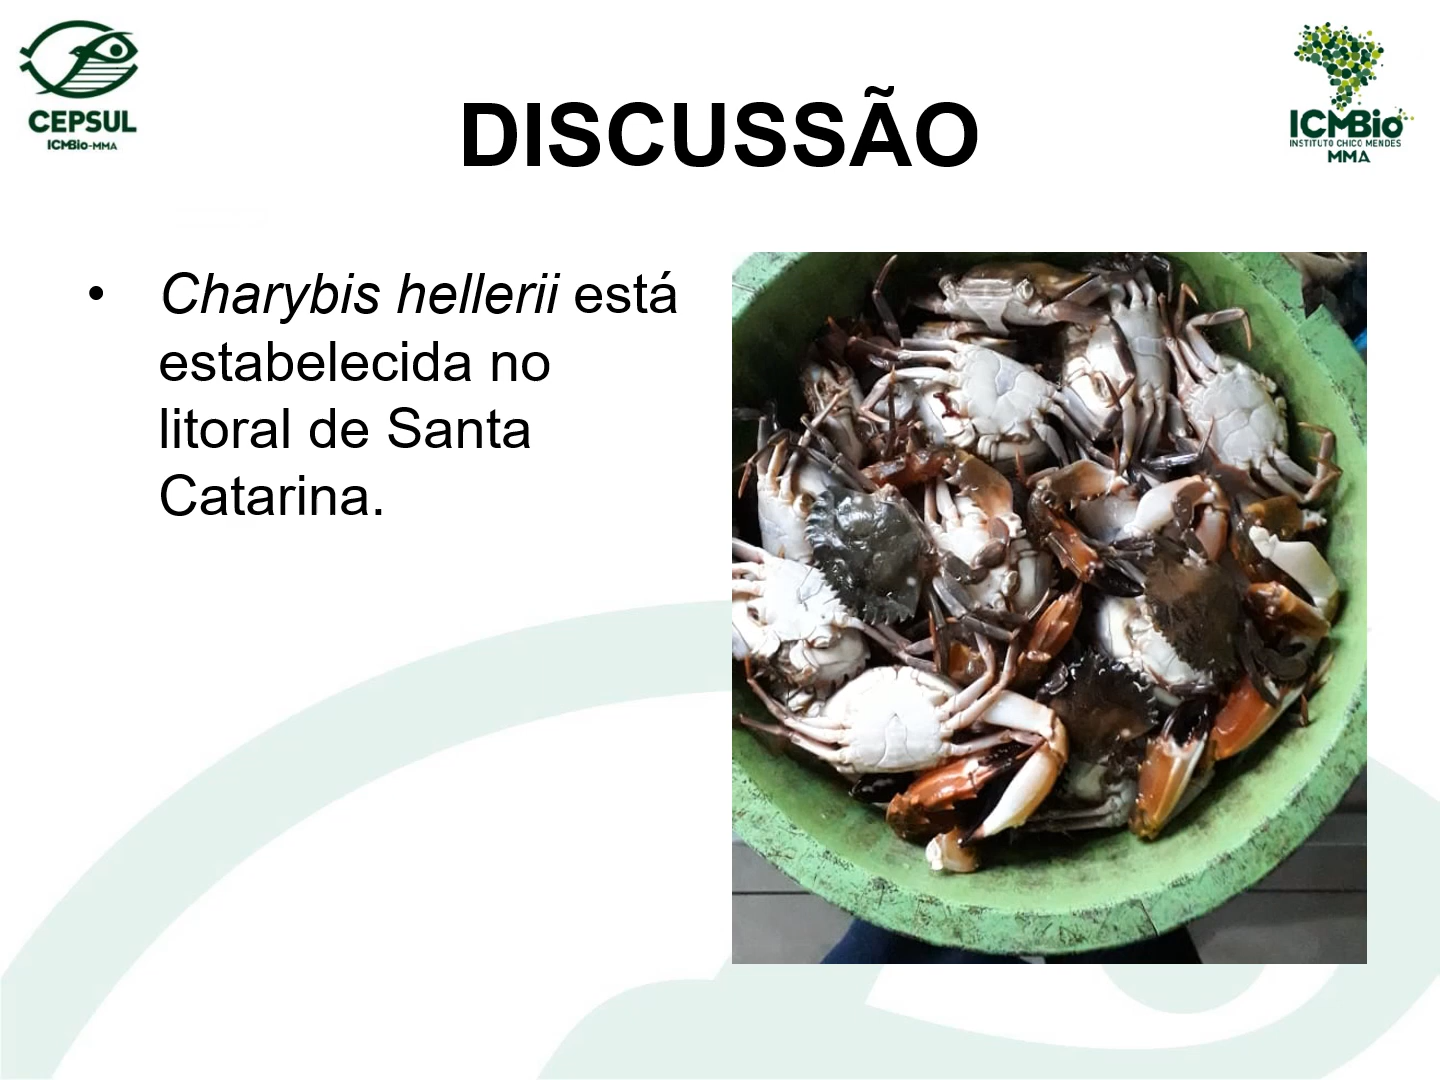 CEPSUL
ICMBio-MMA
ICMBio
INSTITUTO CHICO MENDES
MMA
DISCUSSÃO
• Charybis hellerii está
estabelecida no
litoral de Santa
Catarina.